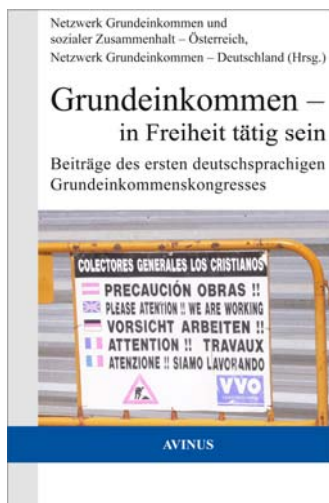 Netzwerk Grundeinkommen und
sozialer Zusammenhalt – Österreich,
Netzwerk Grundeinkommen – Deutschland (Hrsg.)
Grundeinkommen –
in Freiheit tätig sein
Beiträge des ersten deutschsprachigen
Grundeinkommenskongresses
COLECTORES GENERALES LOS CRISTIANOS
PRECAUCIÓN OBRAS !!
PLEASE ATENTION !! WE ARE WORKING
VORSICHT ARBEITEN !!
ATTENTION !! TRAVAUX
ATENZIONE !! SIAMO LAVORANDO
VVO
AVINUS